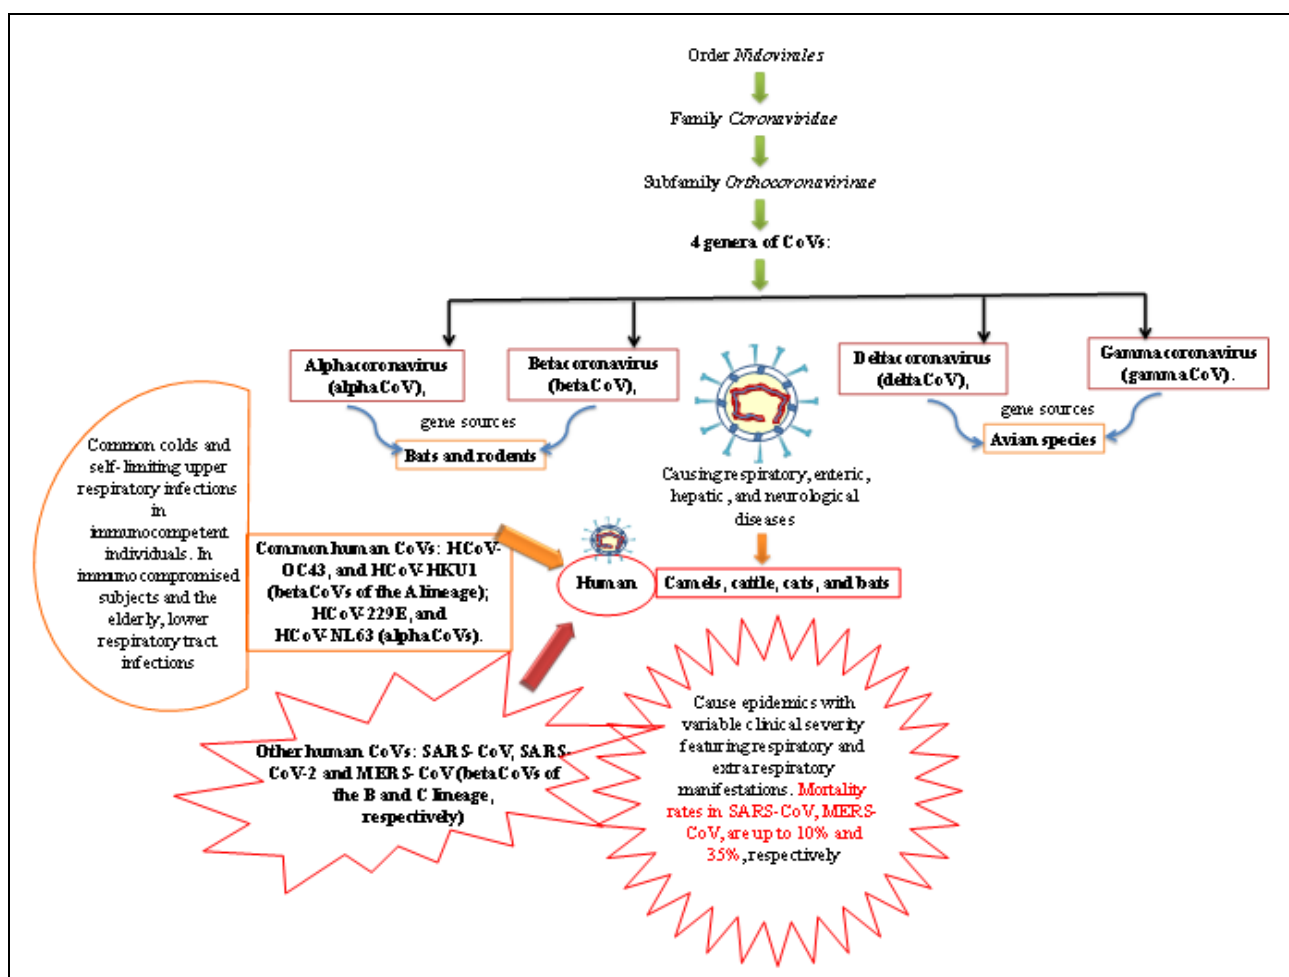 Order Nidovirales
Family Coronaviridae
Subfamily Orthocoronavirinae
4 genera of CoVs:
Alphacoronavirus
(alphaCoV),
Betacoronavirus
(betaCoV),
Deltacoronavirus
(deltaCoV),
Gammacoronavirus
(gammaCoV).
gene sources
Bats and rodents
gene sources
Avian species
Causing respiratory, enteric,
hepatic, and neurological
diseases
Common colds and
self-limiting upper
respiratory infections
in
immunocompetent
individuals. In
immunocompromised
subjects and the
elderly, lower
respiratory tract
infections
Common human CoVs: HCoV-
OC43, and HCoV-HKU1
(betaCoVs of the A lineage);
HCoV-229E, and
HCoV-NL63 (alphaCoVs).
Human
Camels, cattle, cats, and bats
Other human CoVs: SARS-CoV, SARS-
CoV-2 and MERS-CoV (betaCoVs of
the B and C lineage,
respectively)
Cause epidemics with
variable clinical severity
featuring respiratory and
extra respiratory
manifestations. Mortality
rates in SARS-CoV, MERS-
CoV, are up to 10% and
35%, respectively